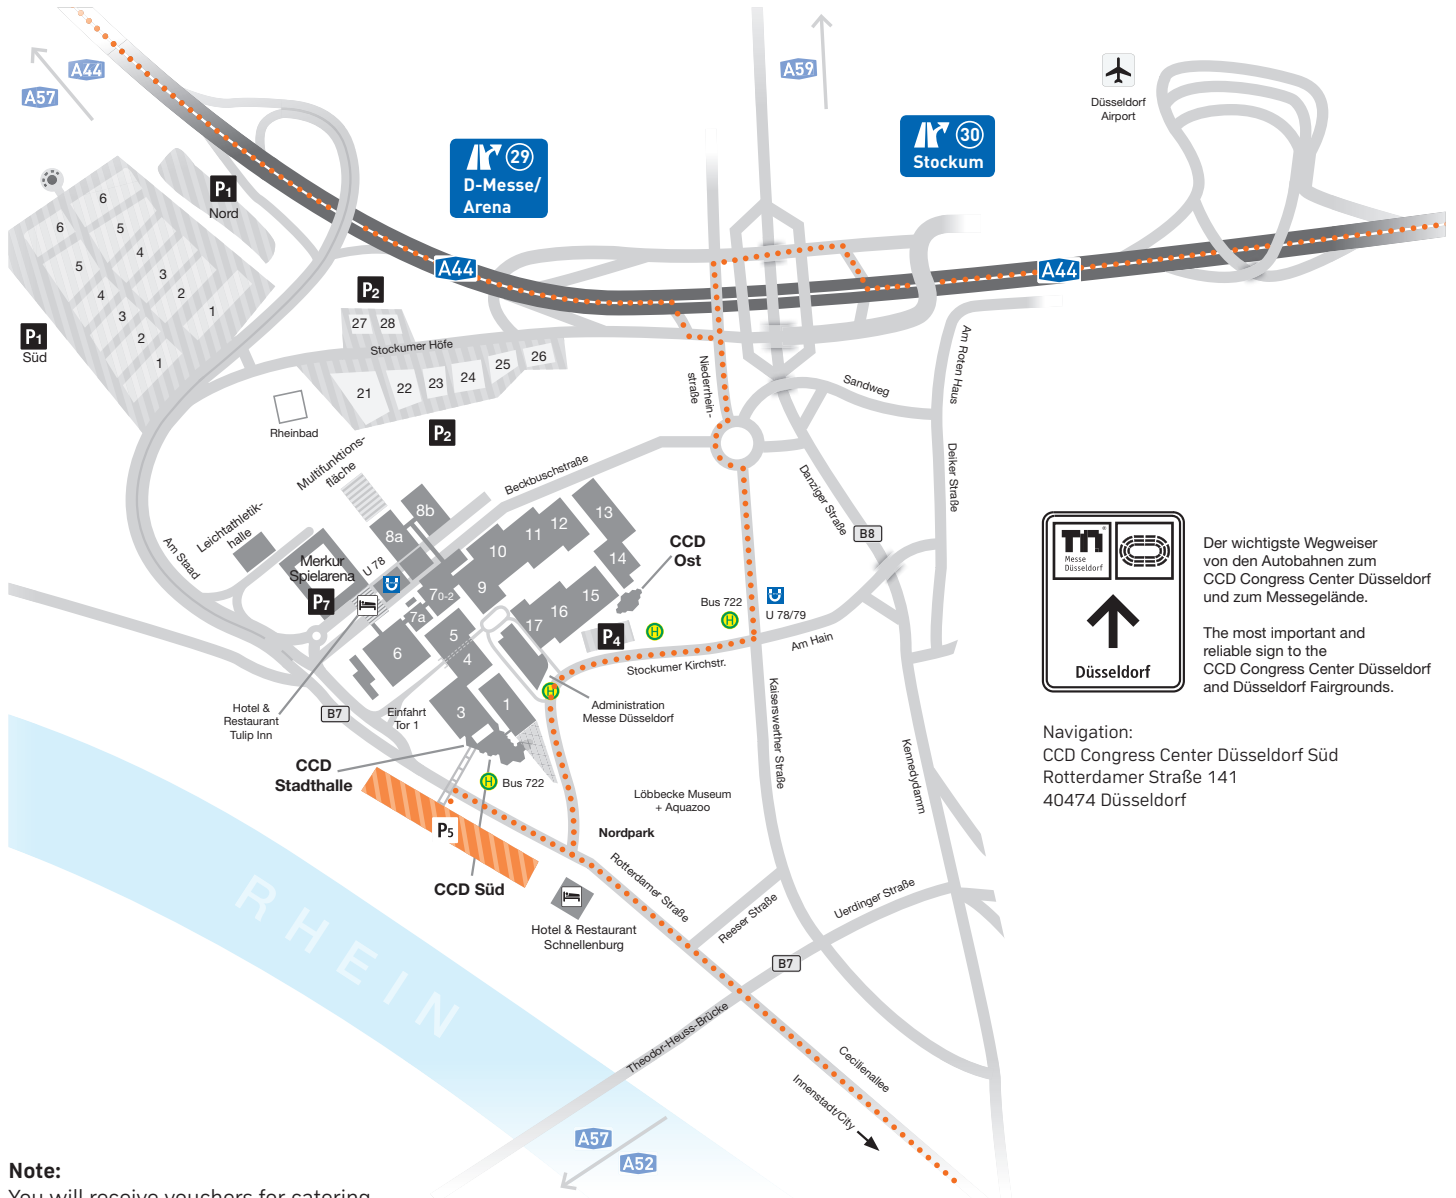 A44
A57
A59
Düsseldorf
Airport
29
D-Messe/
Arena
30
Stockum
P1
Nord
6
6
5
5
4
4
3
3
2
2
1
1
P1
Süd
A44
A44
P2
27
28
Stockumer Höfe
21
22
23
24
25
26
P2
Rheinbad
Niederrhein-
straße
Sandweg
Am Roten Haus
Deiker Straße
Danziger Straße
B8
Multifunktions-
fläche
Leichtathletik-
halle
Beckbuschstraße
Am Staad
Merkur
Spielarena
U 78
P7
8a
8b
70-2
7a
9
10
11
12
13
14
15
16
17
5
4
6
3
1
CCD
Ost
P4
Bus 722
H
H
H
U 78/79
Am Hain
Stockumer Kirchstr.
Administration
Messe Düsseldorf
Hotel &
Restaurant
Tulip Inn
B7
Einfahrt
Tor 1
CCD
Stadthalle
H
Bus 722
P5
CCD Süd
Löbbecke Museum
+ Aquazoo
Nordpark
Kaiserswerther Straße
Kennedydamm
Rotterdamer Straße
Reeser Straße
Uerdinger Straße
Hotel & Restaurant
Schnellenburg
B7
Theodor-Heuss-Brücke
Cecilienallee
Innenstadt/City
RHEIN
A57
A52
Messe
Düsseldorf
Düsseldorf
Der wichtigste Wegweiser
von den Autobahnen zum
CCD Congress Center Düsseldorf
und zum Messegelände.
The most important and
reliable sign to the
CCD Congress Center Düsseldorf
and Düsseldorf Fairgrounds.
Navigation:
CCD Congress Center Düsseldorf Süd
Rotterdamer Straße 141
40474 Düsseldorf
Note:
You will receive vouchers for catering